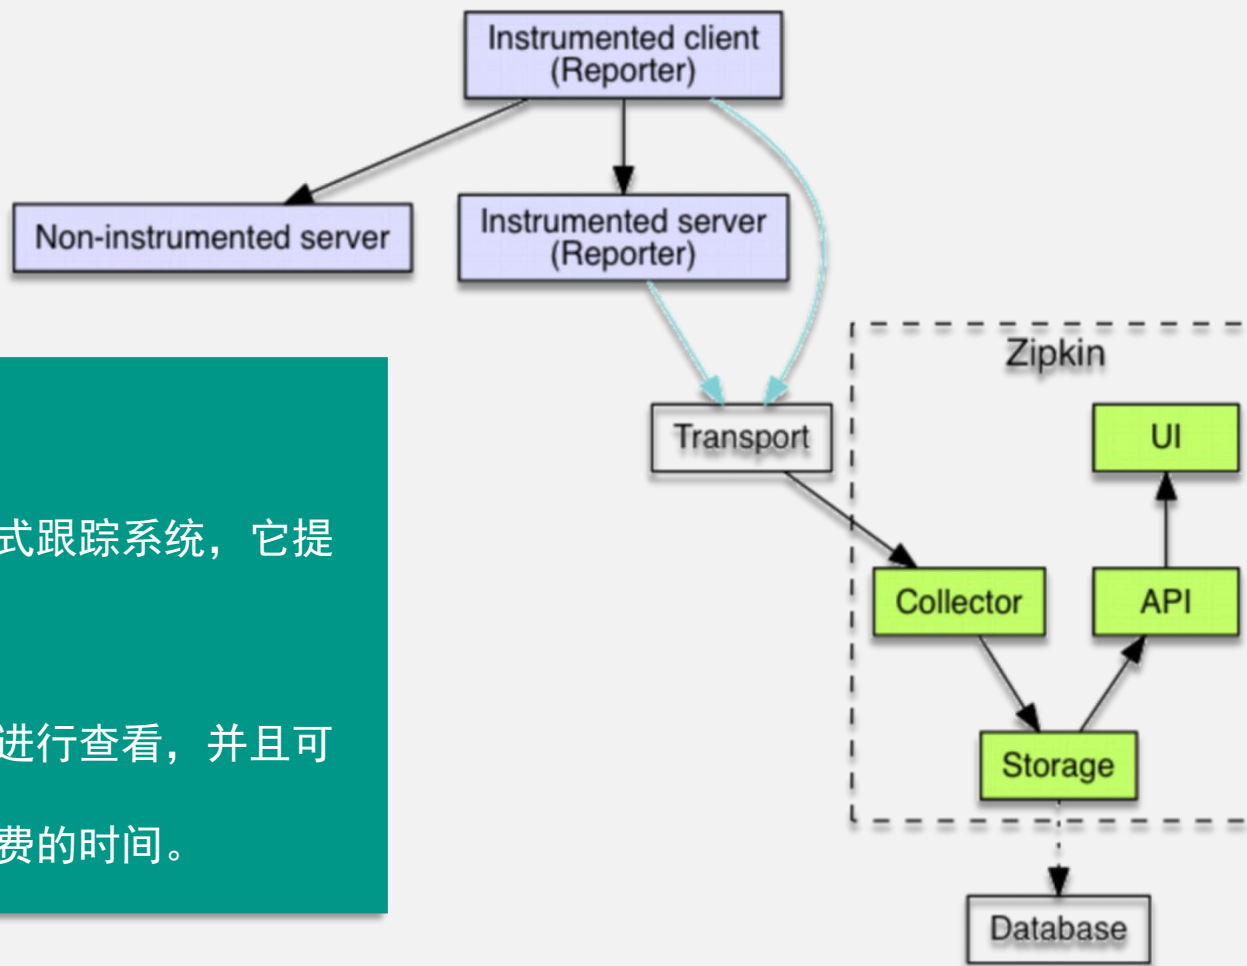 Instrumented client
(Reporter)
Non-instrumented server
Instrumented server
(Reporter)
Zipkin
Transport
UI
Collector
API
Storage
Database
式跟踪系统，它提
进行查看，并且可
费的时间。